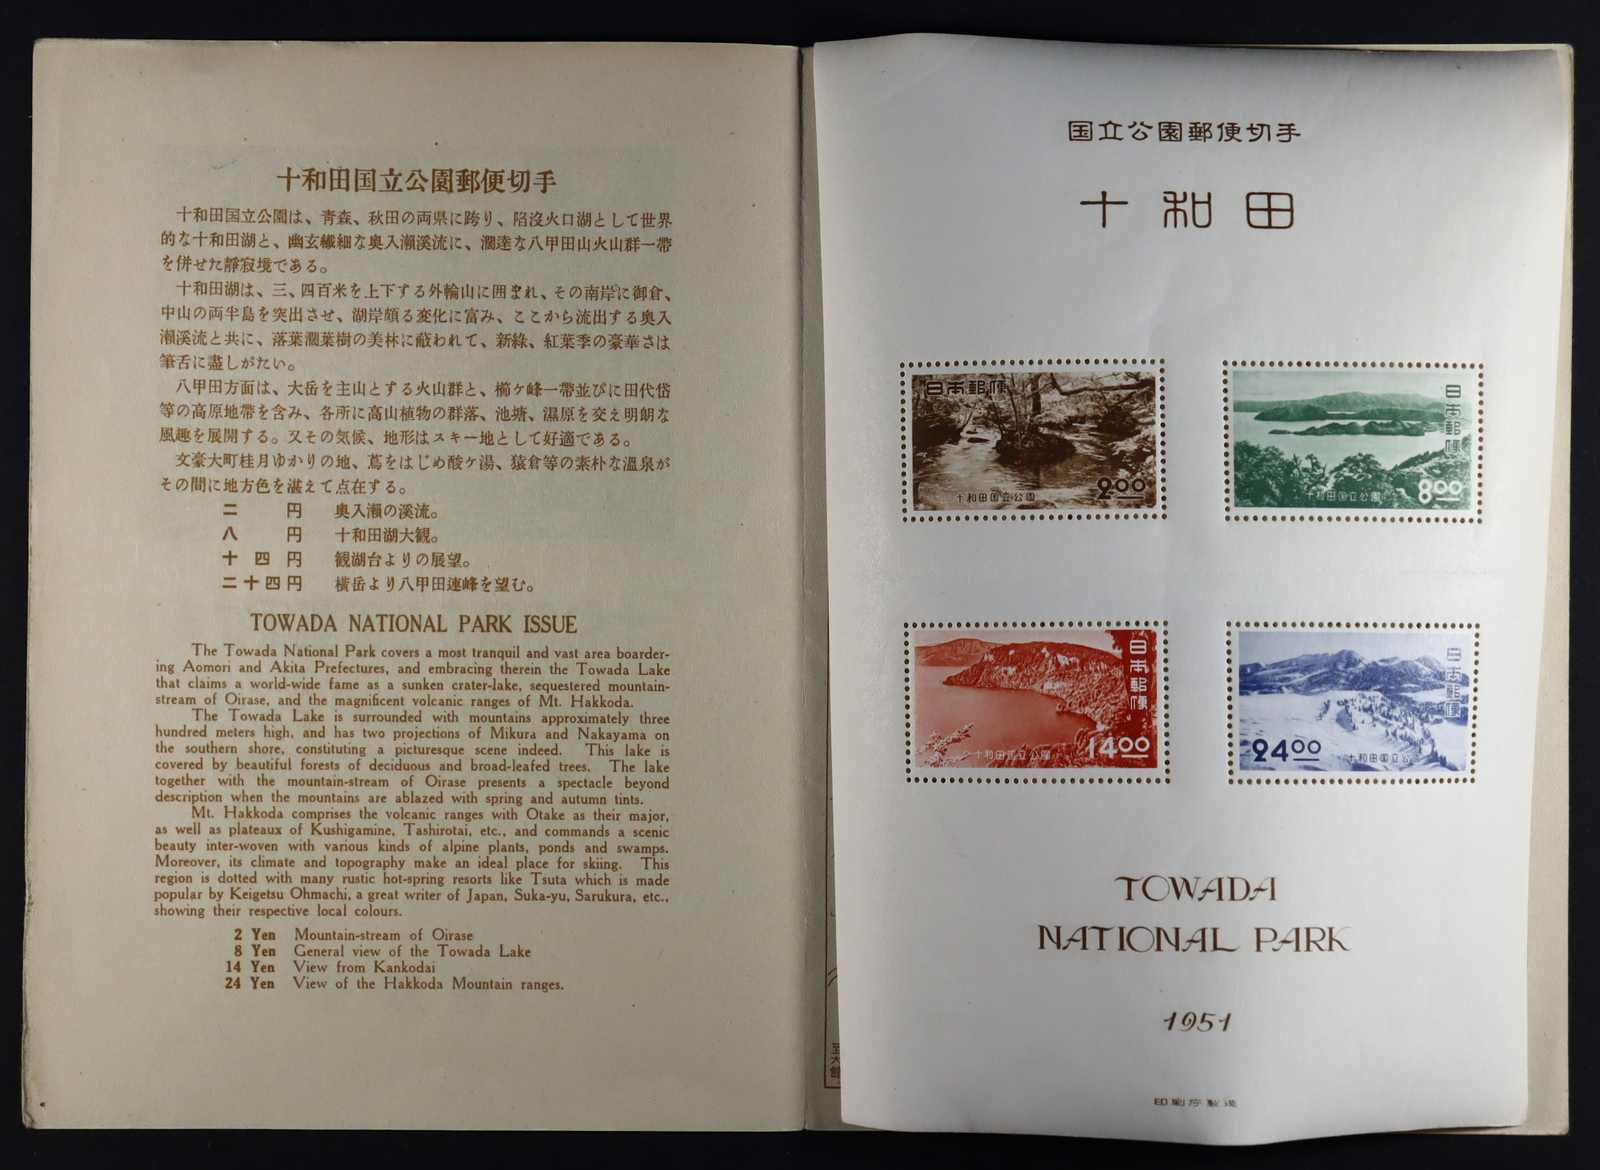 十和田国立公園郵便切手
十和田国立公園は、青森、秋田の両県に跨り、陥没火口湖として世界
的な十和田湖と、幽玄繊細な奥入瀬溪流に、濶達な八甲田山火山群一帯
を併せた靜寂境である。
十和田湖は、三、四百米を上下する外輪山に囲まれ、その南岸に御倉、
中山の両半島を突出させ、湖岸頗る変化に富み、ここから流出する奥入
瀬溪流と共に、落葉濶葉樹の美林に蔽われて、新綠、紅葉季の豪華さは
筆舌に盡しがたい。
八甲田方面は、大岳を主山とする火山群と、櫛ケ峰一帯並びに田代岱
等の高原地帯を含み、各所に高山植物の群落、池塘、濕原を交え明朗な
風趣を展開する。又その気候、地形はスキー地として好適である。
文豪大町桂月ゆかりの地、蔦をはじめ酸ケ湯、猿倉等の素朴な溫泉が
その間に地方色を湛えて点在する。
二円 奥入瀬の溪流。
八円 十和田湖大観。
十四円 観湖台よりの展望。
二十四円 横岳より八甲田連峰を望む。
TOWADA NATIONAL PARK ISSUE
The Towada National Park covers a most tranquil and vast area boarder-
ing Aomori and Akita Prefectures, and embracing therein the Towada Lake
that claims a world-wide fame as a sunken crater-lake, sequestered mountain-
stream of Oirase, and the magnificent volcanic ranges of Mt. Hakkoda.
The Towada Lake is surrounded with mountains approximately three
hundred meters high, and has two projections of Mikura and Nakayama on
the southern shore, constituting a picturesque scene indeed. This lake is
covered by beautiful forests of deciduous and broad-leafed trees. The lake
together with the mountain-stream of Oirase presents a spectacle beyond
description when the mountains are ablazed with spring and autumn tints.
Mt. Hakkoda comprises the volcanic ranges with Otake as their major,
as well as plateaux of Kushigamine, Tashirotai, etc., and commands a scenic
beauty inter-woven with various kinds of alpine plants, ponds and swamps.
Moreover, its climate and topography make an ideal place for skiing. This
region is dotted with many rustic hot-spring resorts like Tsuta which is made
popular by Keigetsu Ohmachi, a great writer of Japan, Suka-yu, Sarukura, etc.,
showing their respective local colours.
2 Yen Mountain-stream of Oirase
8 Yen General view of the Towada Lake
14 Yen View from Kankodai
24 Yen View of the Hakkoda Mountain ranges.
国立公園郵便切手
十和田
日本郵便
十和田国立公園
2.00
日本郵便
十和田国立公園
8.00
日本郵便
十和田国立公園
14.00
日本郵便
24.00
十和田国立公
TOWADA
NATIONAL PARK
1951
印刷庁製造